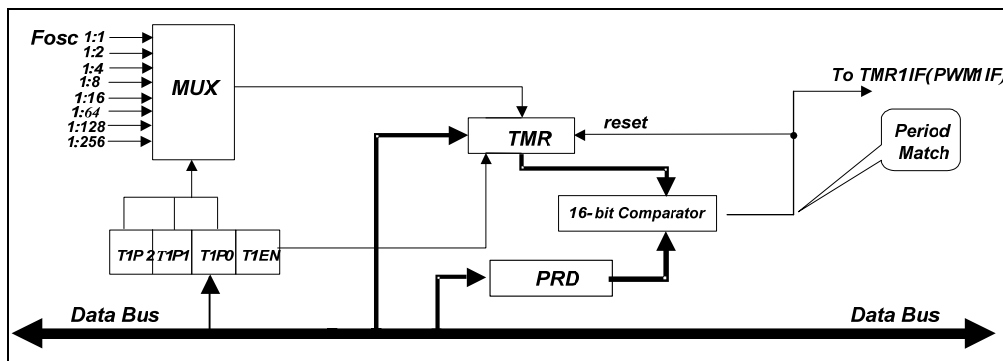 Fosc 1:1
1:2
1:4
1:8
1:16
1:64
1:128
1:256
MUX
To TMR1IF(PWM1IF)
reset
TMR
Period
Match
16-bit Comparator
T1P2 T1P1 T1P0 T1EN
PRD
Data Bus
Data Bus